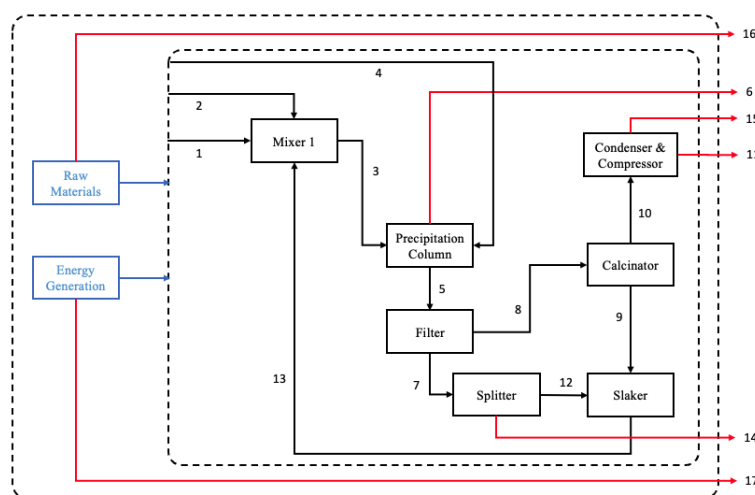 16
4
6
2
15
Mixer 1
1
Condenser &
Compressor
3
Raw
Materials
10
Precipitation
Column
Energy
Generation
Calcinator
5
8
9
Filter
13
7
12
Splitter
Slaker
14
17